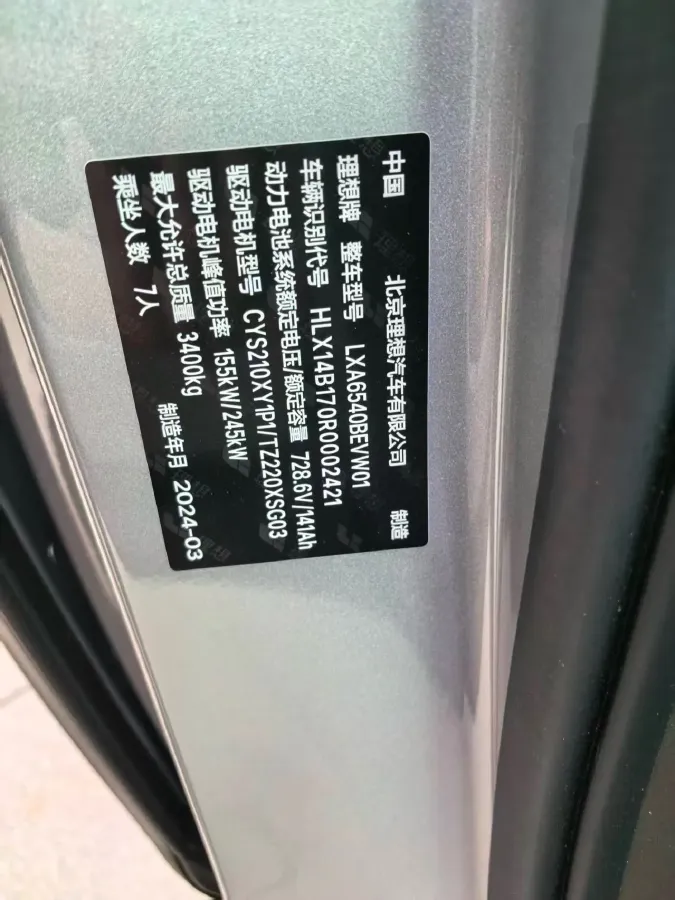 中国 北京理想汽车有限公司 制造
理想牌 整车型号 LXA6540BEVW01
车辆识别代号 HLX14B170R0002421
动力电池系统额定电压/额定容量 728.6V/141Ah
驱动电机型号 CYS210XY1P1/TZ220XSG03
驱动电机峰值功率 155kW/245kW
最大允许总质量 3400kg
乘坐人数 7人 制造年月 2024-03